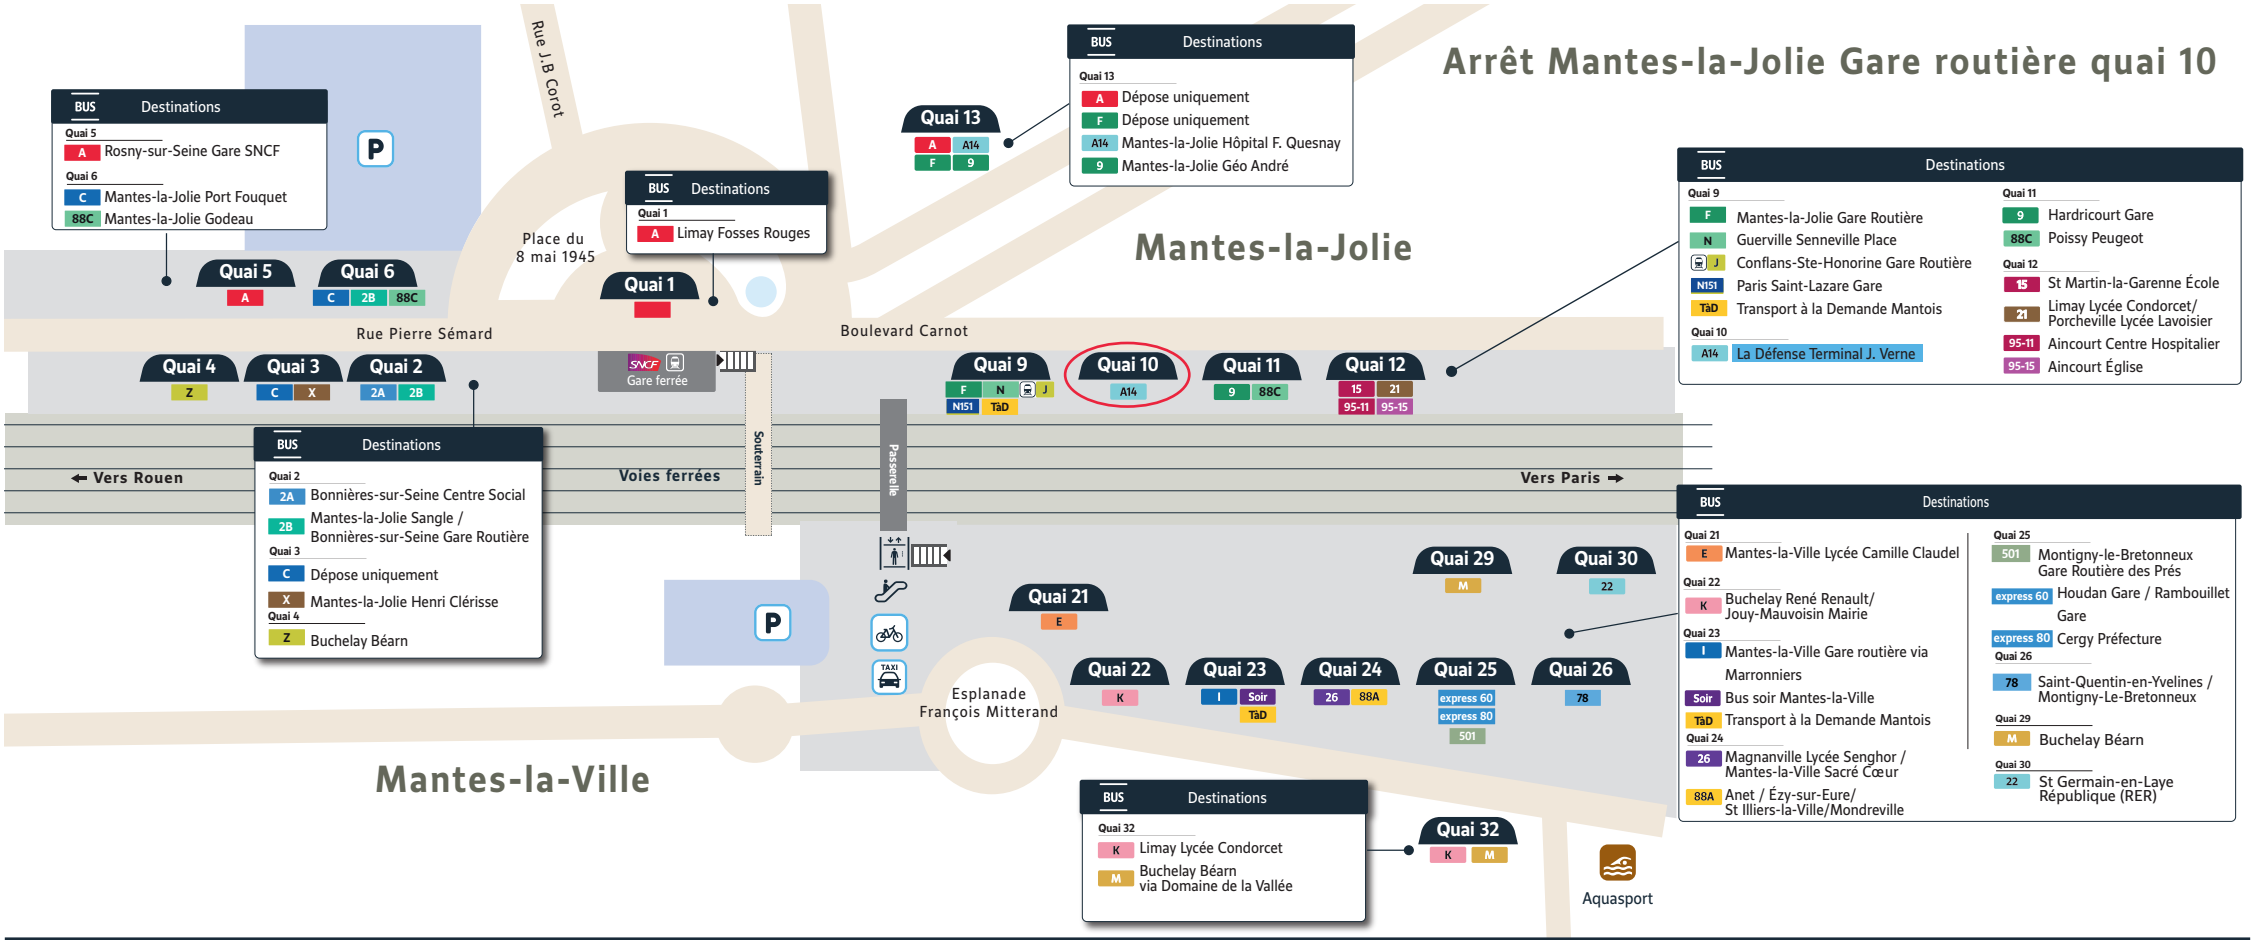 Arrêt Mantes-la-Jolie Gare routière quai 10
Rue J.B Corot
BUS Destinations
Quai 5
A Rosny-sur-Seine Gare SNCF
Quai 6
C Mantes-la-Jolie Port Fouquet
88C Mantes-la-Jolie Godeau
P
BUS Destinations
Quai 13
A Dépose uniquement
F Dépose uniquement
A14 Mantes-la-Jolie Hôpital F. Quesnay
9 Mantes-la-Jolie Géo André
Quai 13
A A14
F 9
BUS Destinations
Quai 1
A Limay Fosses Rouges
Place du
8 mai 1945
Mantes-la-Jolie
Quai 5
A
Quai 6
C 2B 88C
Quai 1
Rue Pierre Sémard
Boulevard Carnot
BUS Destinations
Quai 9
F Mantes-la-Jolie Gare Routière
N Guerville Senneville Place
J Conflans-Ste-Honorine Gare Routière
N151 Paris Saint-Lazare Gare
TàD Transport à la Demande Mantois
Quai 10
A14 La Défense Terminal J. Verne
Quai 11
9 Hardricourt Gare
88C Poissy Peugeot
Quai 12
15 St Martin-la-Garenne École
21 Limay Lycée Condorcet/
Porcheville Lycée Lavoisier
95-11 Aincourt Centre Hospitalier
95-15 Aincourt Église
Quai 4
Z
Quai 3
C X
Quai 2
2A 2B
SNCF
Gare ferrée
Quai 9
F N J
N151 TàD
Quai 10
A14
Quai 11
9 88C
Quai 12
15 21
95-11 95-15
Souterrain
Passerelle
Vers Rouen
Voies ferrées
Vers Paris
BUS Destinations
Quai 2
2A Bonnières-sur-Seine Centre Social
2B Mantes-la-Jolie Sangle /
Bonnières-sur-Seine Gare Routière
Quai 3
C Dépose uniquement
X Mantes-la-Jolie Henri Clérisse
Quai 4
Z Buchelay Béarn
BUS Destinations
Quai 21
E Mantes-la-Ville Lycée Camille Claudel
Quai 22
K Buchelay René Renault/
Jouy-Mauvoisin Mairie
Quai 23
I Mantes-la-Ville Gare routière via
Marronniers
Soir Bus soir Mantes-la-Ville
TàD Transport à la Demande Mantois
Quai 24
26 Magnanville Lycée Senghor /
Mantes-la-Ville Sacré Cœur
88A Anet / Ézy-sur-Eure/
St Illiers-la-Ville/Mondreville
Quai 25
501 Montigny-le-Bretonneux
Gare Routière des Prés
express 60 Houdan Gare / Rambouillet
Gare
express 80 Cergy Préfecture
Quai 26
78 Saint-Quentin-en-Yvelines /
Montigny-Le-Bretonneux
Quai 29
M Buchelay Béarn
Quai 30
22 St Germain-en-Laye
République (RER)
Quai 29
M
Quai 30
22
Quai 21
E
P
TAXI
Quai 22
K
Quai 23
I Soir
TàD
Quai 24
26 88A
Quai 25
express 60
express 80
501
Quai 26
78
Esplanade
François Mitterand
Mantes-la-Ville
BUS Destinations
Quai 32
K Limay Lycée Condorcet
M Buchelay Béarn
via Domaine de la Vallée
Quai 32
K M
Aquasport